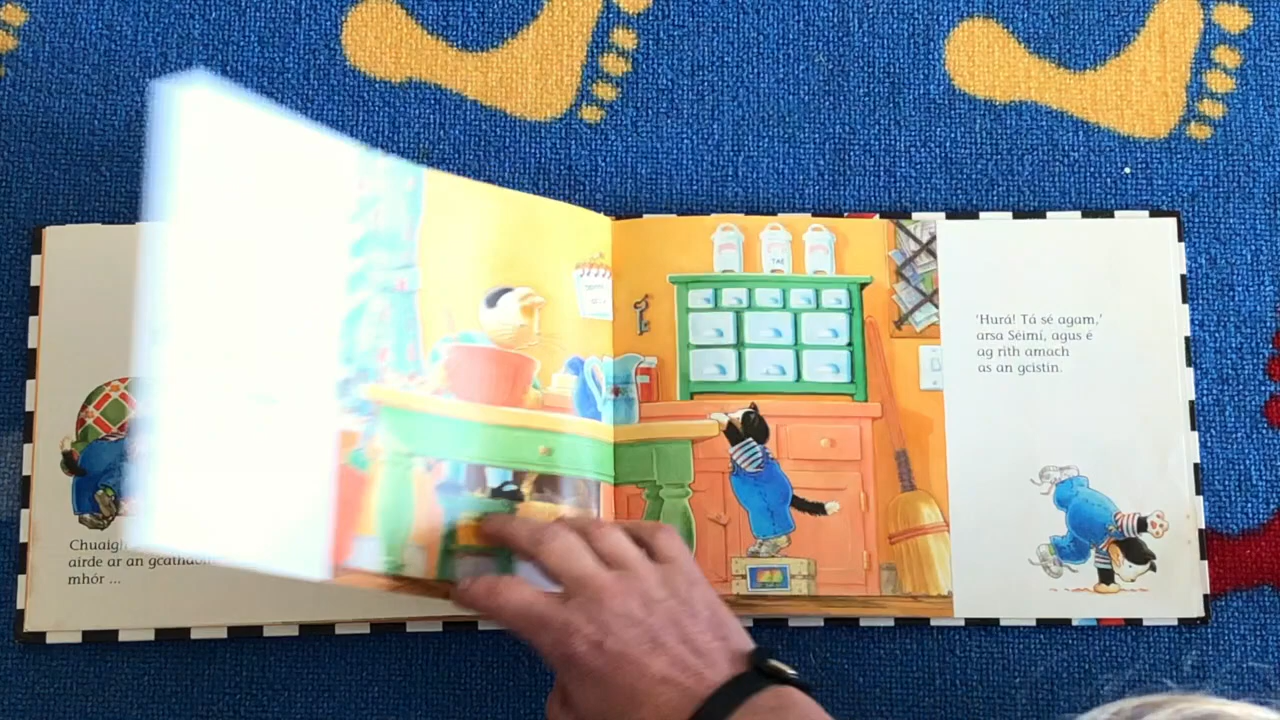 Chuaigh
airde ar an gcathaoir
mhór ...
TAE
'Hurá! Tá sé agam,'
arsa Séimí, agus é
ag rith amach
as an gcistin.